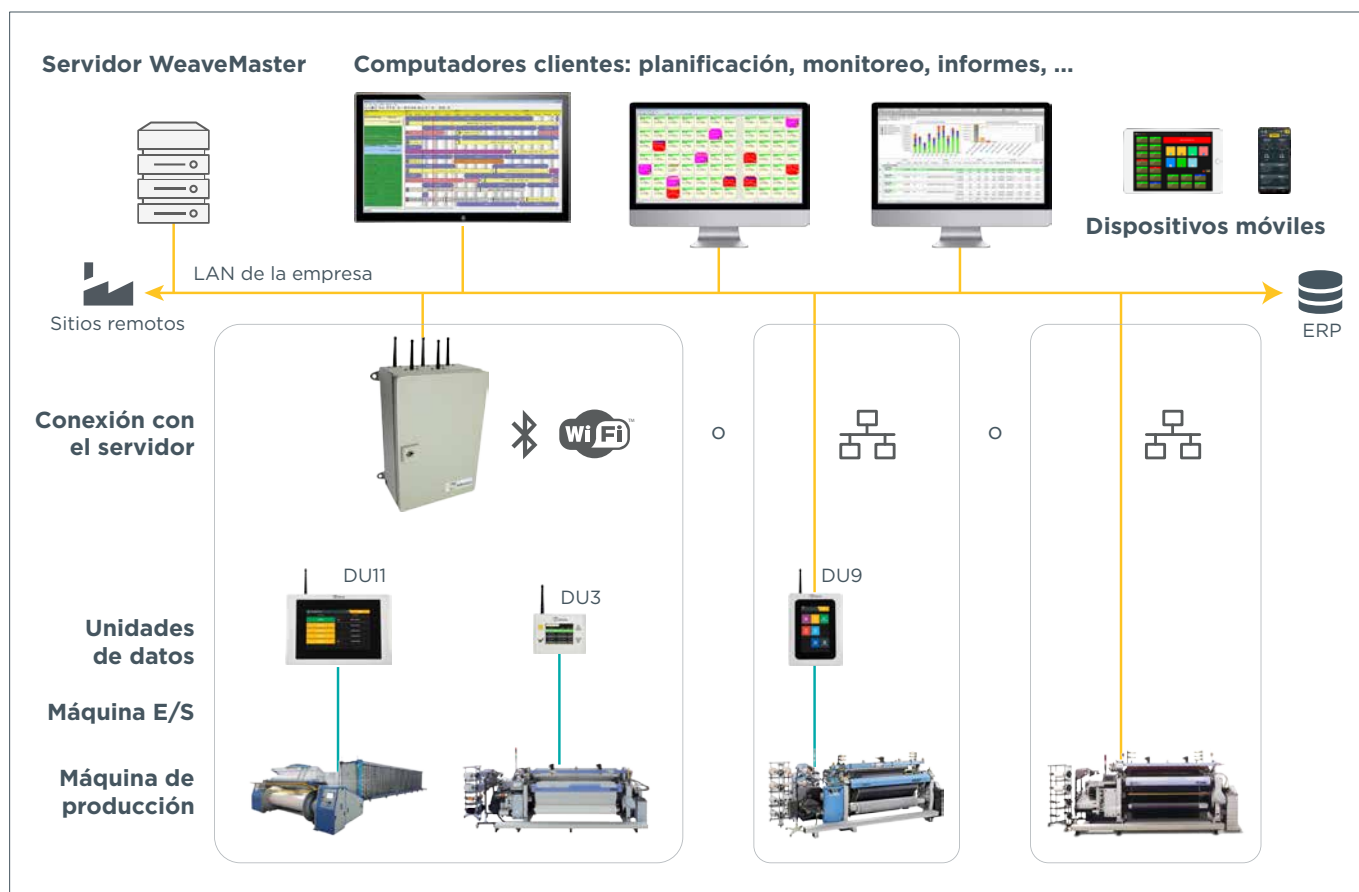 Servidor WeaveMaster
Computadores clientes: planificación, monitoreo, informes, ...
Dispositivos móviles
LAN de la empresa
Sitios remotos
ERP
Conexión con
el servidor
WiFi™
o
o
DU11
DU3
DU9
Unidades
de datos
Máquina E/S
Máquina de
producción